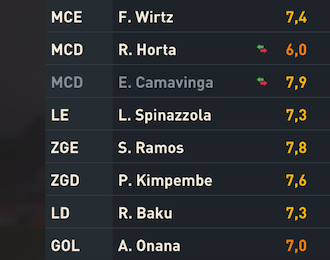 MCE F. Wirtz 7,4
MCD R. Horta 6,0
MCD E. Camavinga 7,9
LE L. Spinazzola 7,3
ZGE S. Ramos 7,8
ZGD P. Kimpembe 7,6
LD R. Baku 7,3
GOL A. Onana 7,0